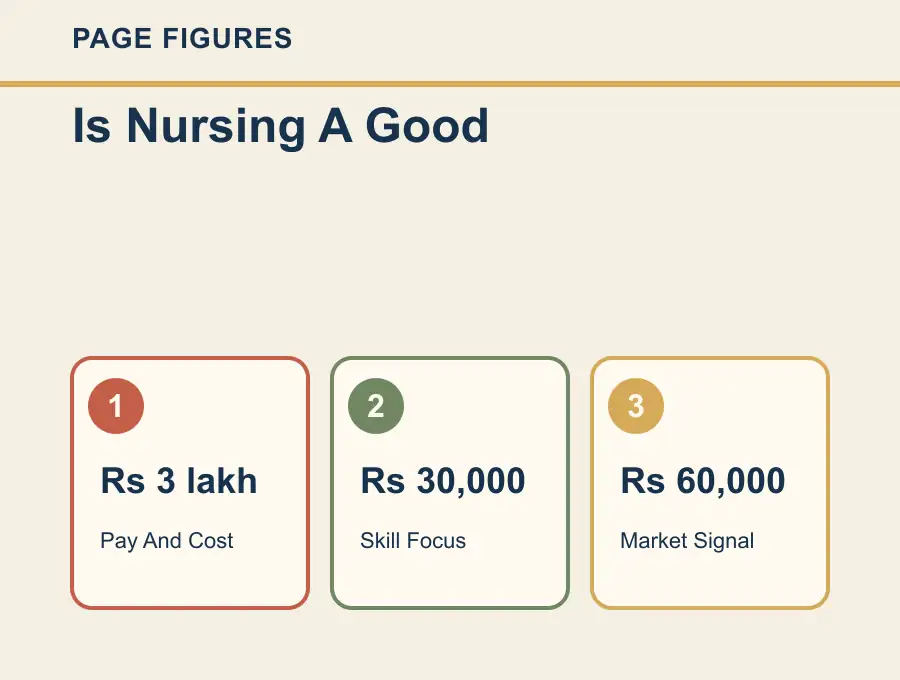 PAGE FIGURES
Is Nursing A Good
1
Rs 3 lakh
Pay And Cost
2
Rs 30,000
Skill Focus
3
Rs 60,000
Market Signal